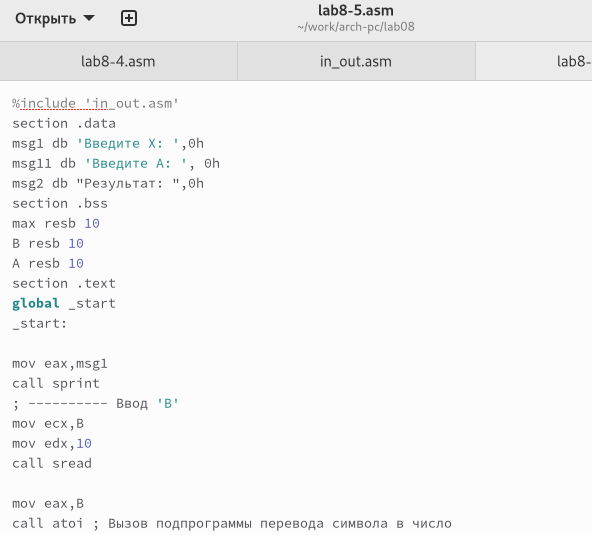 Открыть
lab8-5.asm
~/work/arch-pc/lab08
lab8-4.asm
in_out.asm
lab8-
%include 'in_out.asm'
section .data
msg1 db 'Введите X: ',0h
msg11 db 'Введите A: ', 0h
msg2 db "Результат: ",0h
section .bss
max resb 10
B resb 10
A resb 10
section .text
global _start
_start:
mov eax,msg1
call sprint
; ---------- Ввод 'B'
mov ecx,B
mov edx,10
call sread
mov eax,B
call atoi ; Вызов подпрограммы перевода символа в число